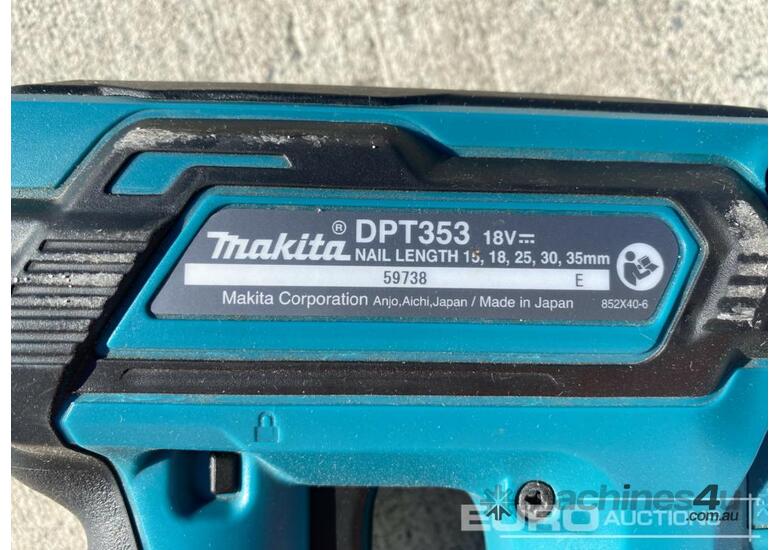 Makita® DPT353 18V
NAIL LENGTH 15, 18, 25, 30, 35mm
59738 E
Makita Corporation Anjo,Aichi,Japan / Made in Japan
852X40-6
machines4u
.com.au
EURO AUCTIONS